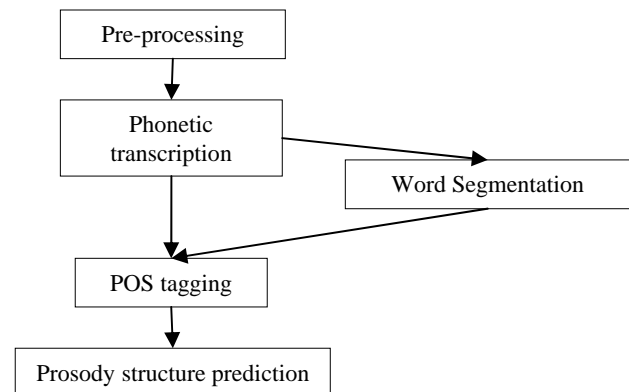 Pre-processing
Phonetic
transcription
Word Segmentation
POS tagging
Prosody structure prediction